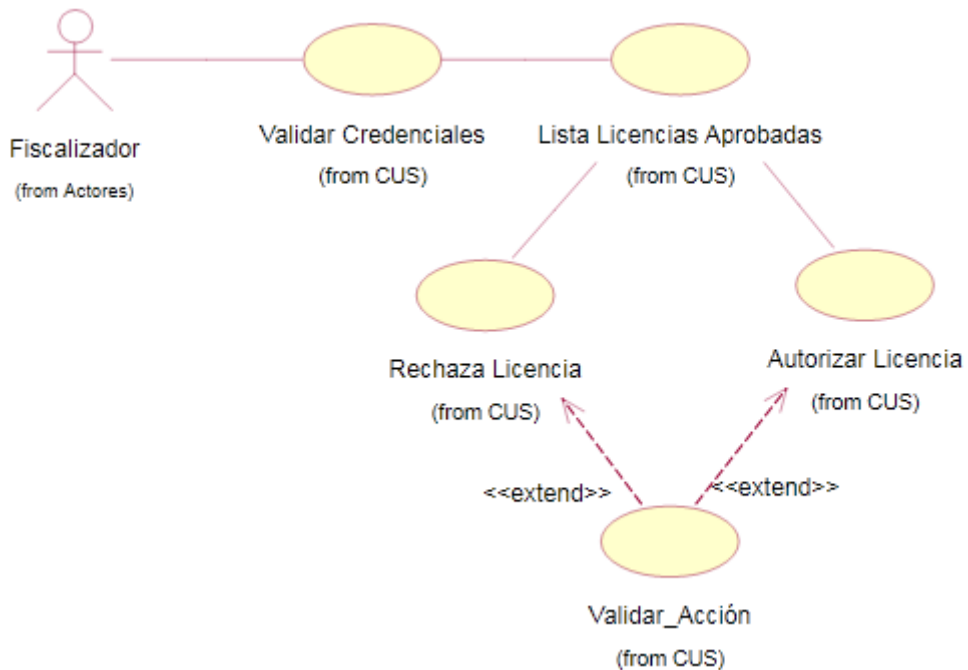 Fiscalizador
(from Actores)
Validar Credenciales
(from CUS)
Lista Licencias Aprobadas
(from CUS)
Rechaza Licencia
(from CUS)
Autorizar Licencia
(from CUS)
<<extend>>
<<extend>>
Validar_Acción
(from CUS)